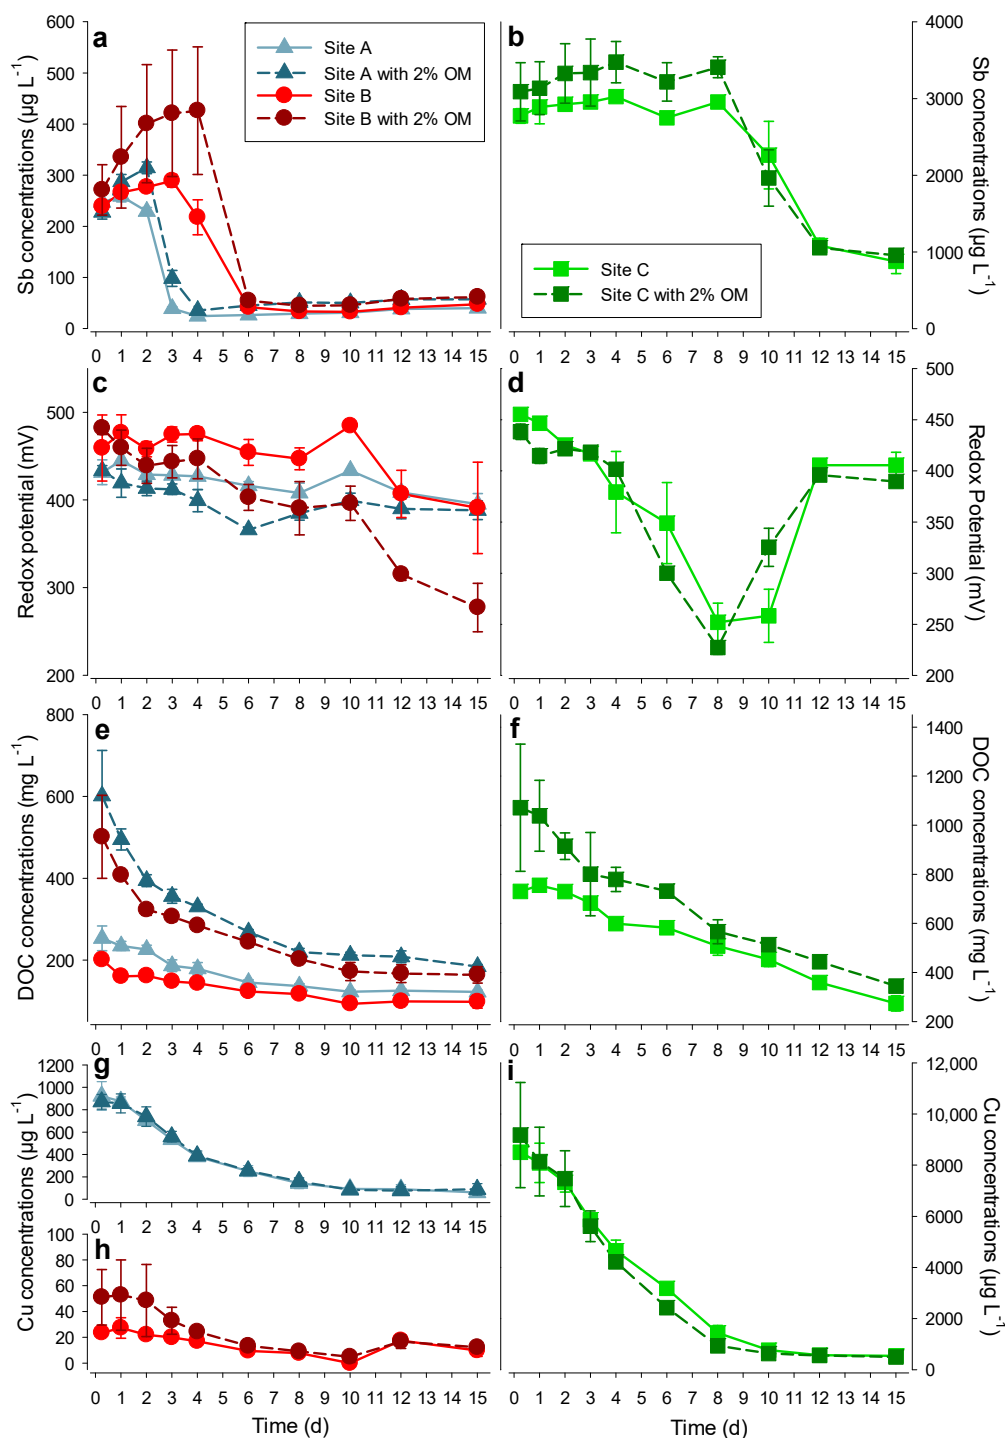 a
600
500
400
300
200
100
0
Sb concentrations (µg L⁻¹)
0 1 2 3 4 5 6 7 8 9 10 11 12 13 14 15
Site A
Site A with 2% OM
Site B
Site B with 2% OM
b
4000
3000
2000
1000
0
Sb concentrations (µg L⁻¹)
0 1 2 3 4 5 6 7 8 9 10 11 12 13 14 15
Site C
Site C with 2% OM
c
500
400
300
200
Redox potential (mV)
0 1 2 3 4 5 6 7 8 9 10 11 12 13 14 15
d
500
450
400
350
300
250
200
Redox Potential (mV)
0 1 2 3 4 5 6 7 8 9 10 11 12 13 14 15
e
800
600
400
200
DOC concentrations (mg L⁻¹)
0 1 2 3 4 5 6 7 8 9 10 11 12 13 14 15
f
1400
1200
1000
800
600
400
200
DOC concentrations (mg L⁻¹)
0 1 2 3 4 5 6 7 8 9 10 11 12 13 14 15
g
1200
1000
800
600
400
200
0
0 1 2 3 4 5 6 7 8 9 10 11 12 13 14 15
h
100
80
60
40
20
0
Cu concentrations (µg L⁻¹)
0 1 2 3 4 5 6 7 8 9 10 11 12 13 14 15
Time (d)
i
12,000
10,000
8000
6000
4000
2000
0
Cu concentrations (µg L⁻¹)
0 1 2 3 4 5 6 7 8 9 10 11 12 13 14 15
Time (d)